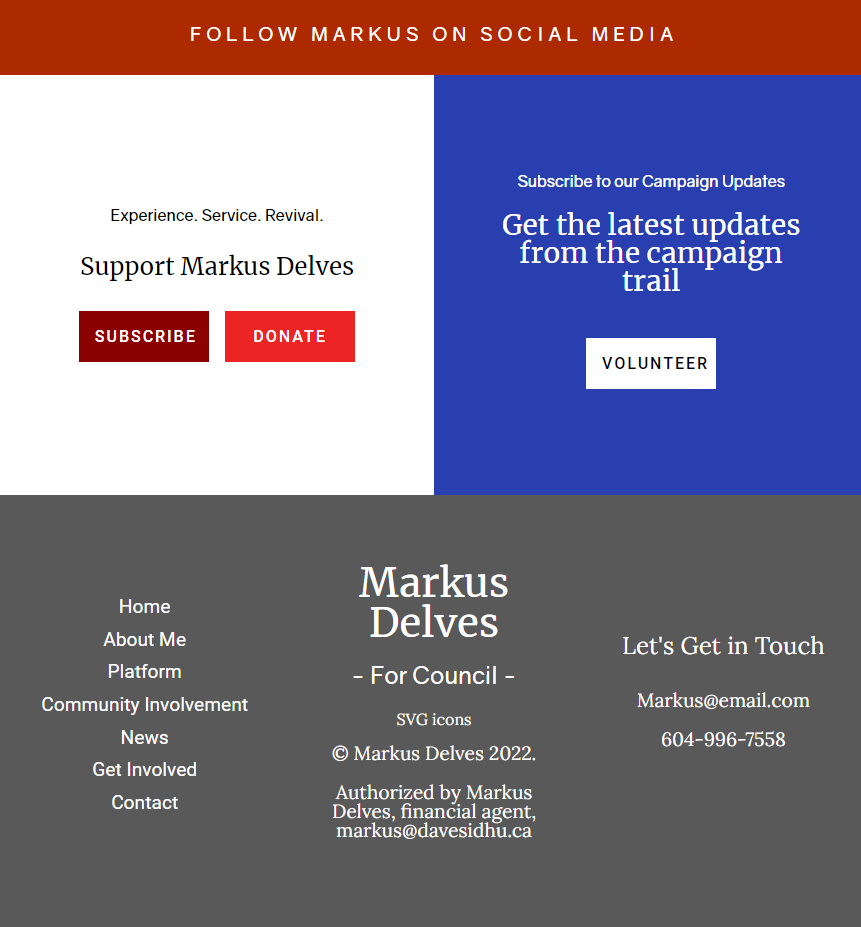 FOLLOW MARKUS ON SOCIAL MEDIA
Experience. Service. Revival.
Support Markus Delves
SUBSCRIBE
DONATE
Subscribe to our Campaign Updates
Get the latest updates
from the campaign
trail
VOLUNTEER
Home
About Me
Platform
Community Involvement
News
Get Involved
Contact
Markus
Delves
- For Council -
SVG icons
© Markus Delves 2022.
Authorized by Markus
Delves, financial agent,
markus@davesidhu.ca
Let's Get in Touch
Markus@email.com
604-996-7558